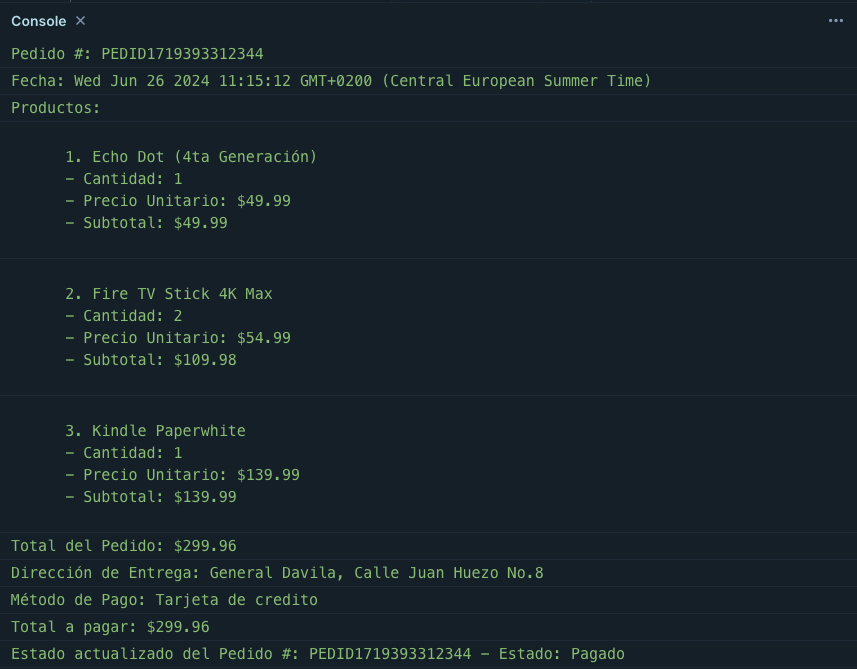 Console
Pedido #: PEDID1719393312344
Fecha: Wed Jun 26 2024 11:15:12 GMT+0200 (Central European Summer Time)
Productos:
1. Echo Dot (4ta Generación)
- Cantidad: 1
- Precio Unitario: $49.99
- Subtotal: $49.99
2. Fire TV Stick 4K Max
- Cantidad: 2
- Precio Unitario: $54.99
- Subtotal: $109.98
3. Kindle Paperwhite
- Cantidad: 1
- Precio Unitario: $139.99
- Subtotal: $139.99
Total del Pedido: $299.96
Dirección de Entrega: General Davila, Calle Juan Huezo No.8
Método de Pago: Tarjeta de credito
Total a pagar: $299.96
Estado actualizado del Pedido #: PEDID1719393312344 - Estado: Pagado